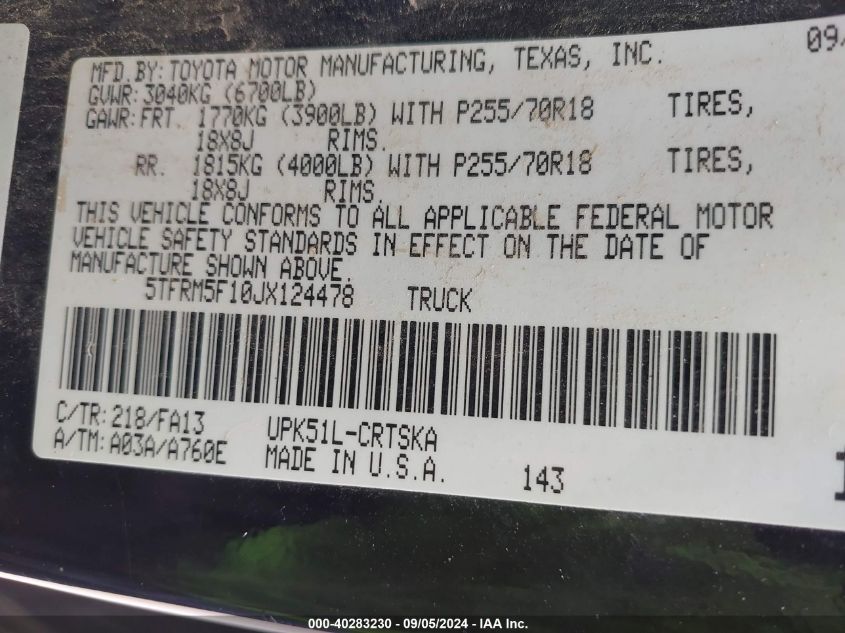 MFD. BY: TOYOTA MOTOR MANUFACTURING, TEXAS, INC. 09/
GVWR: 3040KG (6700LB)
GAWR: FRT. 1770KG (3900LB) WITH P255/70R18 TIRES,
18X8J RIMS.
RR. 1815KG (4000LB) WITH P255/70R18 TIRES,
18X8J RIMS.
THIS VEHICLE CONFORMS TO ALL APPLICABLE FEDERAL MOTOR
VEHICLE SAFETY STANDARDS IN EFFECT ON THE DATE OF
MANUFACTURE SHOWN ABOVE.
5TFRM5F10JX124478 TRUCK
C/TR: 218/FA13 UPK51L-CRTSKA
A/TM: A03A/A760E MADE IN U.S.A. 143
000-40283230 - 09/05/2024 - IAA Inc.